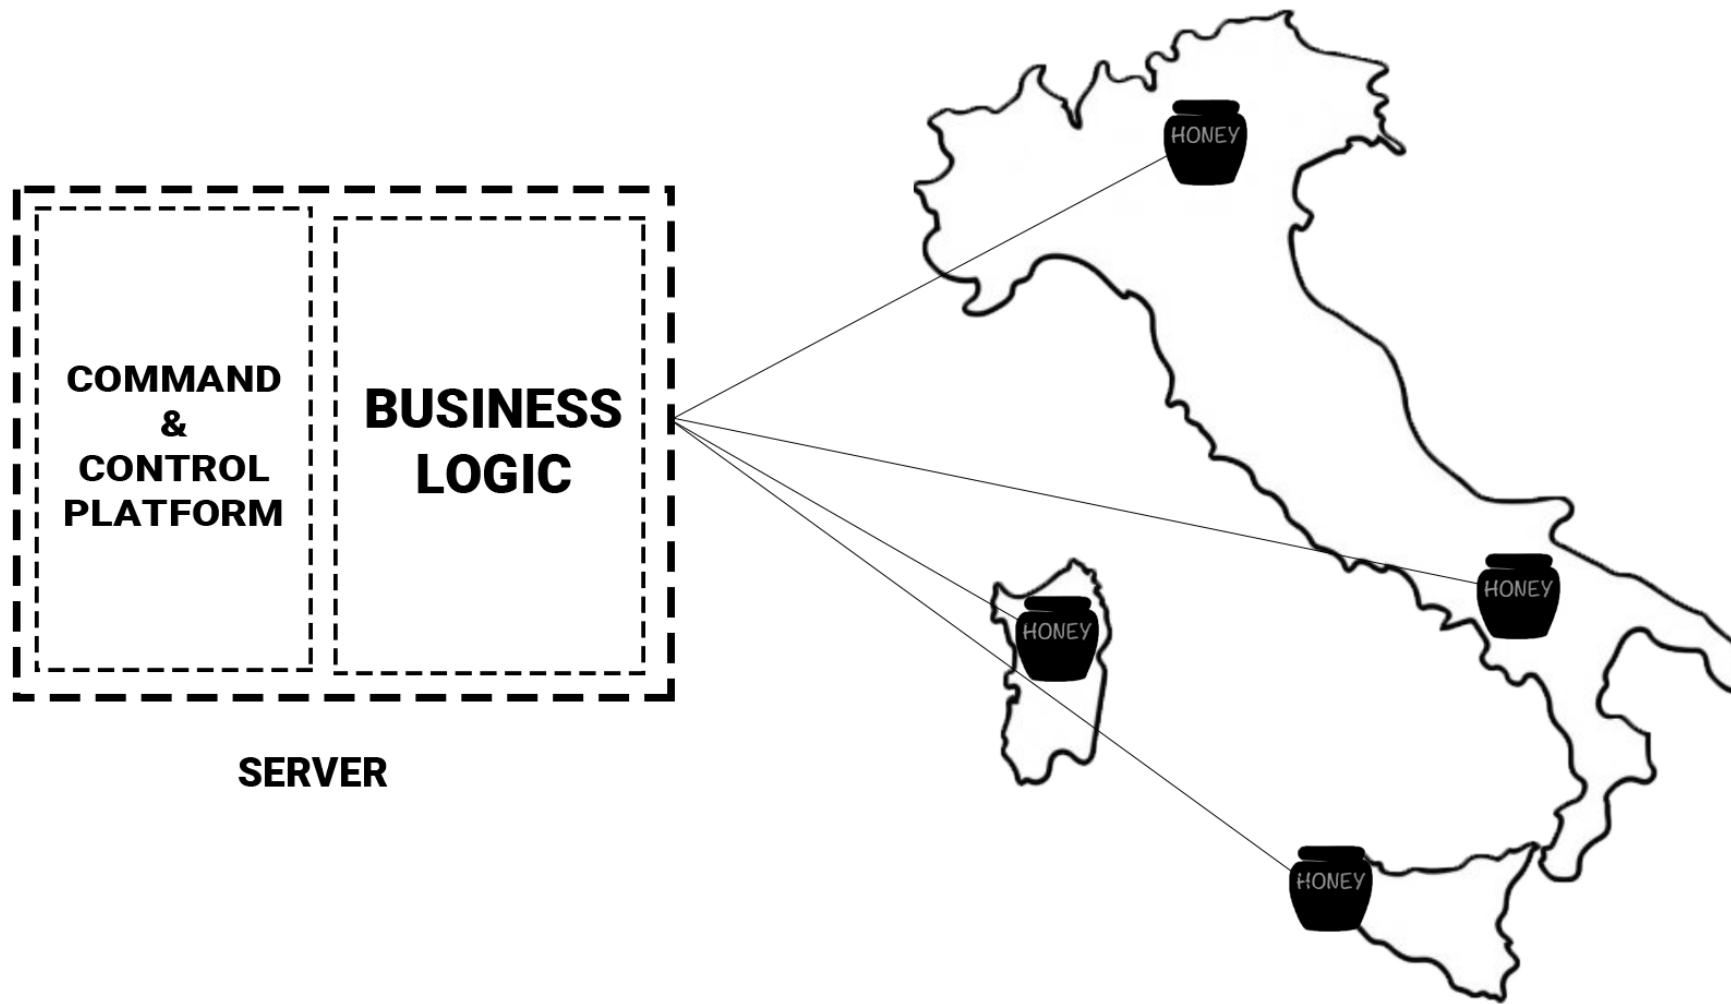 COMMAND
&
CONTROL
PLATFORM
BUSINESS
LOGIC
SERVER
HONEY
HONEY
HONEY
HONEY